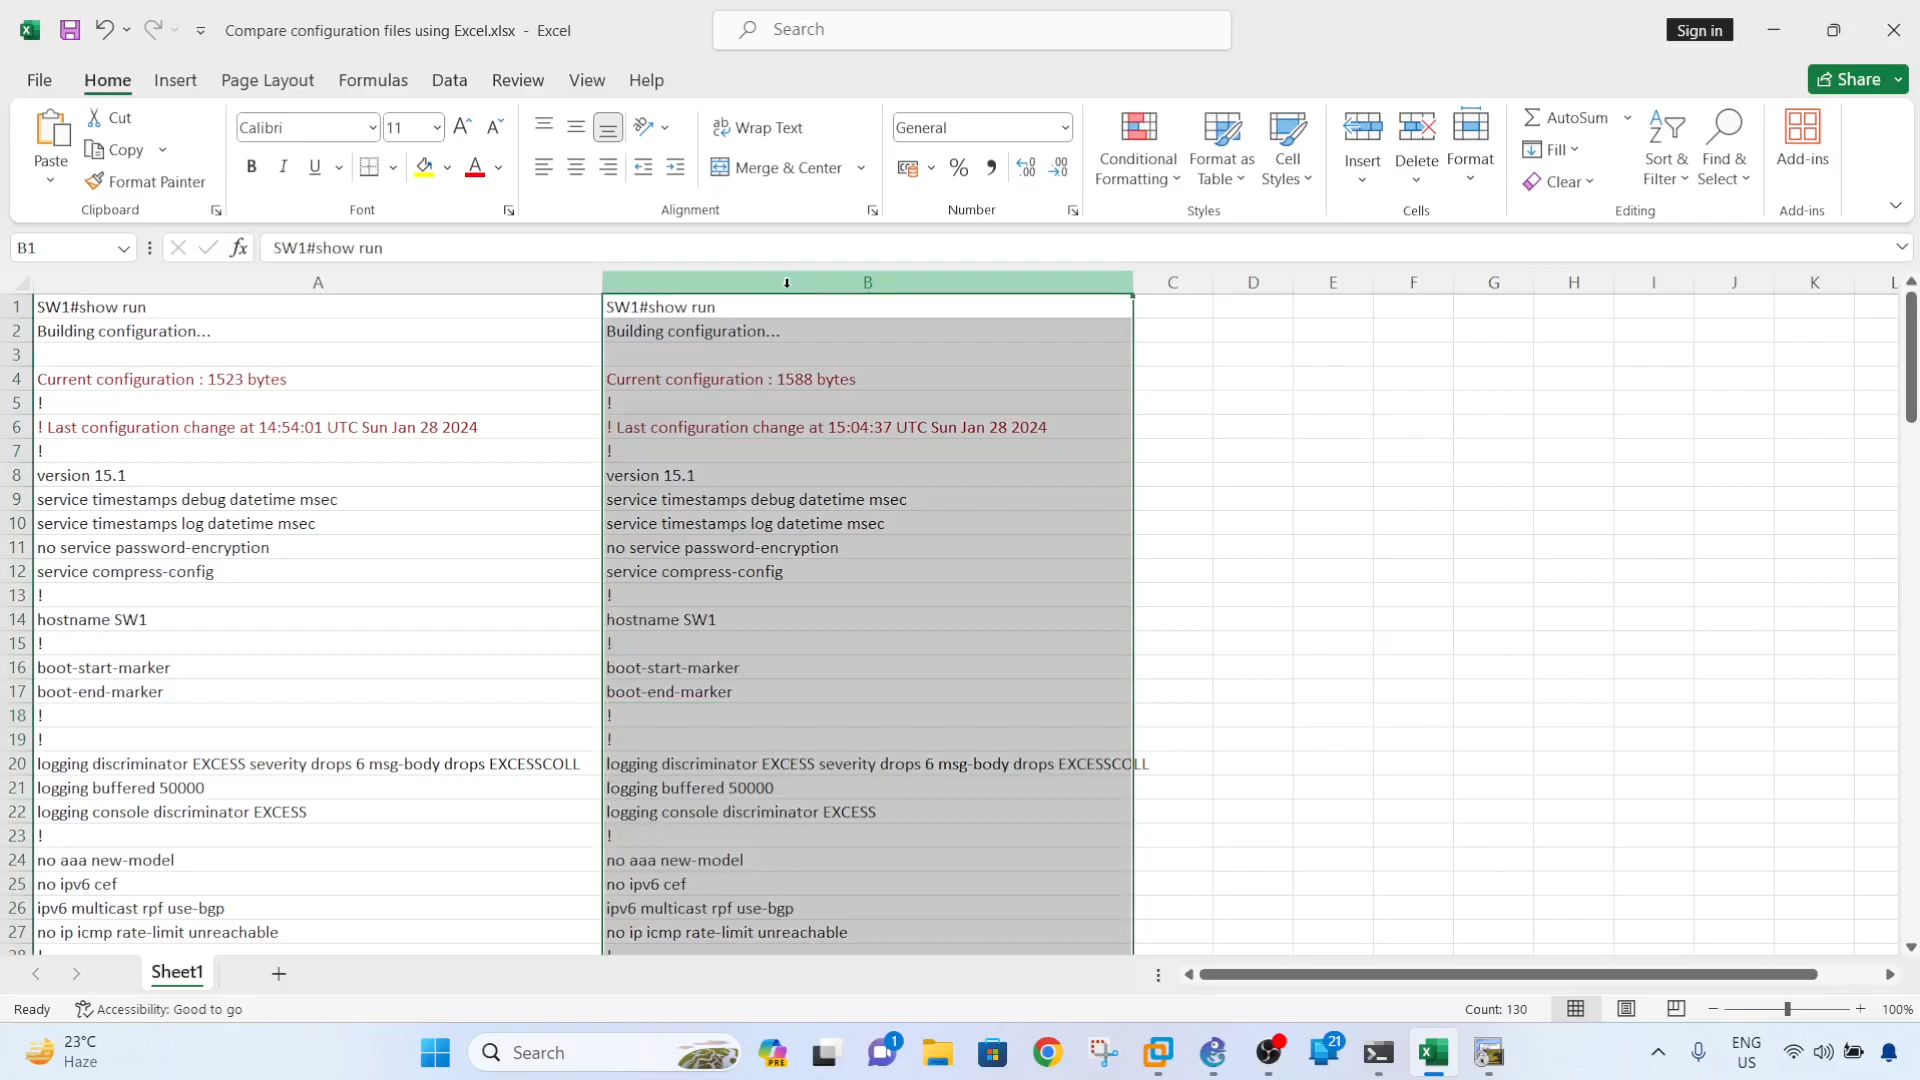 Compare configuration files using Excel.xlsx - Excel
Search
Sign in
File Home Insert Page Layout Formulas Data Review View Help
Share
Paste
Cut
Copy
Format Painter
Clipboard
Calibri 11
B I U
Font
Wrap Text
Merge & Center
Alignment
General
Number
Conditional Formatting
Format as Table
Cell Styles
Styles
Insert
Delete
Format
Cells
AutoSum
Fill
Clear
Sort & Filter
Find & Select
Editing
Add-ins
Add-ins
B1 fx SW1#show run
A B C D E F G H I J K L
1 SW1#show run SW1#show run
2 Building configuration... Building configuration...
3
4 Current configuration : 1523 bytes Current configuration : 1588 bytes
5 ! !
6 ! Last configuration change at 14:54:01 UTC Sun Jan 28 2024 ! Last configuration change at 15:04:37 UTC Sun Jan 28 2024
7 ! !
8 version 15.1 version 15.1
9 service timestamps debug datetime msec service timestamps debug datetime msec
10 service timestamps log datetime msec service timestamps log datetime msec
11 no service password-encryption no service password-encryption
12 service compress-config service compress-config
13 ! !
14 hostname SW1 hostname SW1
15 ! !
16 boot-start-marker boot-start-marker
17 boot-end-marker boot-end-marker
18 ! !
19 ! !
20 logging discriminator EXCESS severity drops 6 msg-body drops EXCESSCOLL logging discriminator EXCESS severity drops 6 msg-body drops EXCESSCOLL
21 logging buffered 50000 logging buffered 50000
22 logging console discriminator EXCESS logging console discriminator EXCESS
23 ! !
24 no aaa new-model no aaa new-model
25 no ipv6 cef no ipv6 cef
26 ipv6 multicast rpf use-bgp ipv6 multicast rpf use-bgp
27 no ip icmp rate-limit unreachable no ip icmp rate-limit unreachable
28 ! !
Sheet1
Ready Accessibility: Good to go Count: 130 100%
23°C
Haze
Search
PRE
1
21
ENG
US